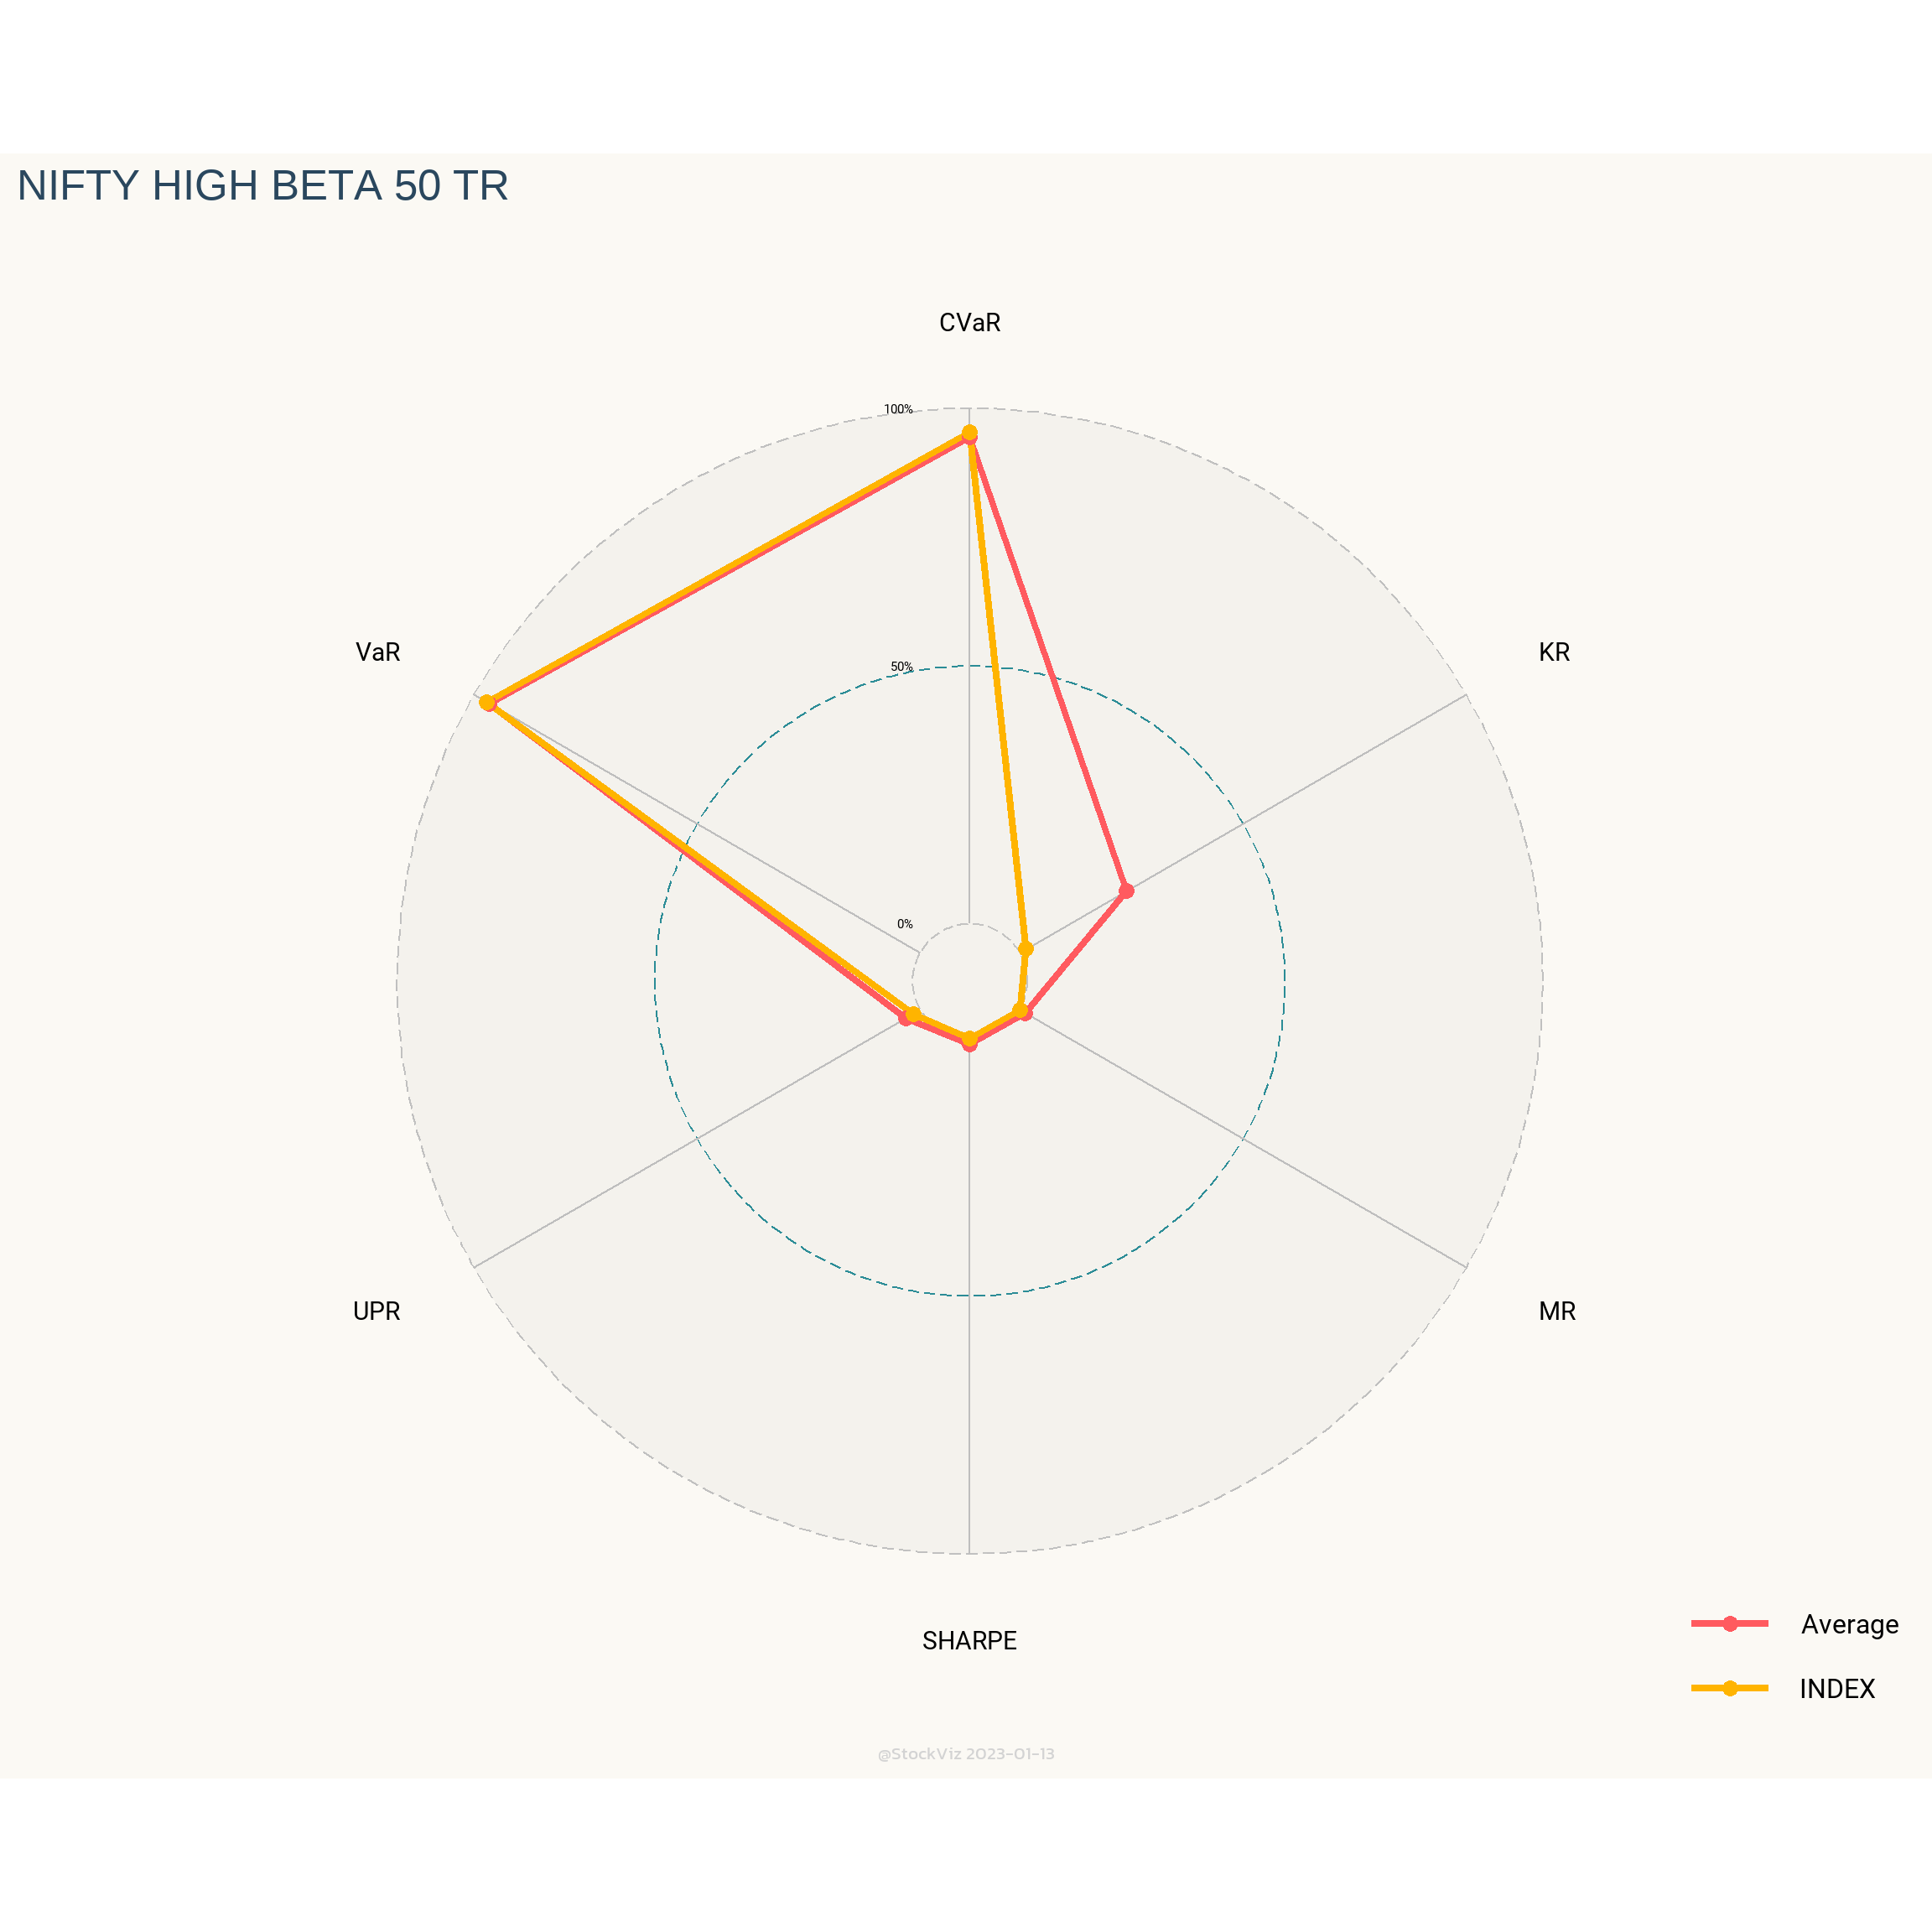 NIFTY HIGH BETA 50 TR
CVaR
100%
VaR
KR
50%
0%
UPR
MR
SHARPE
Average
INDEX
@StockViz 2023-01-13